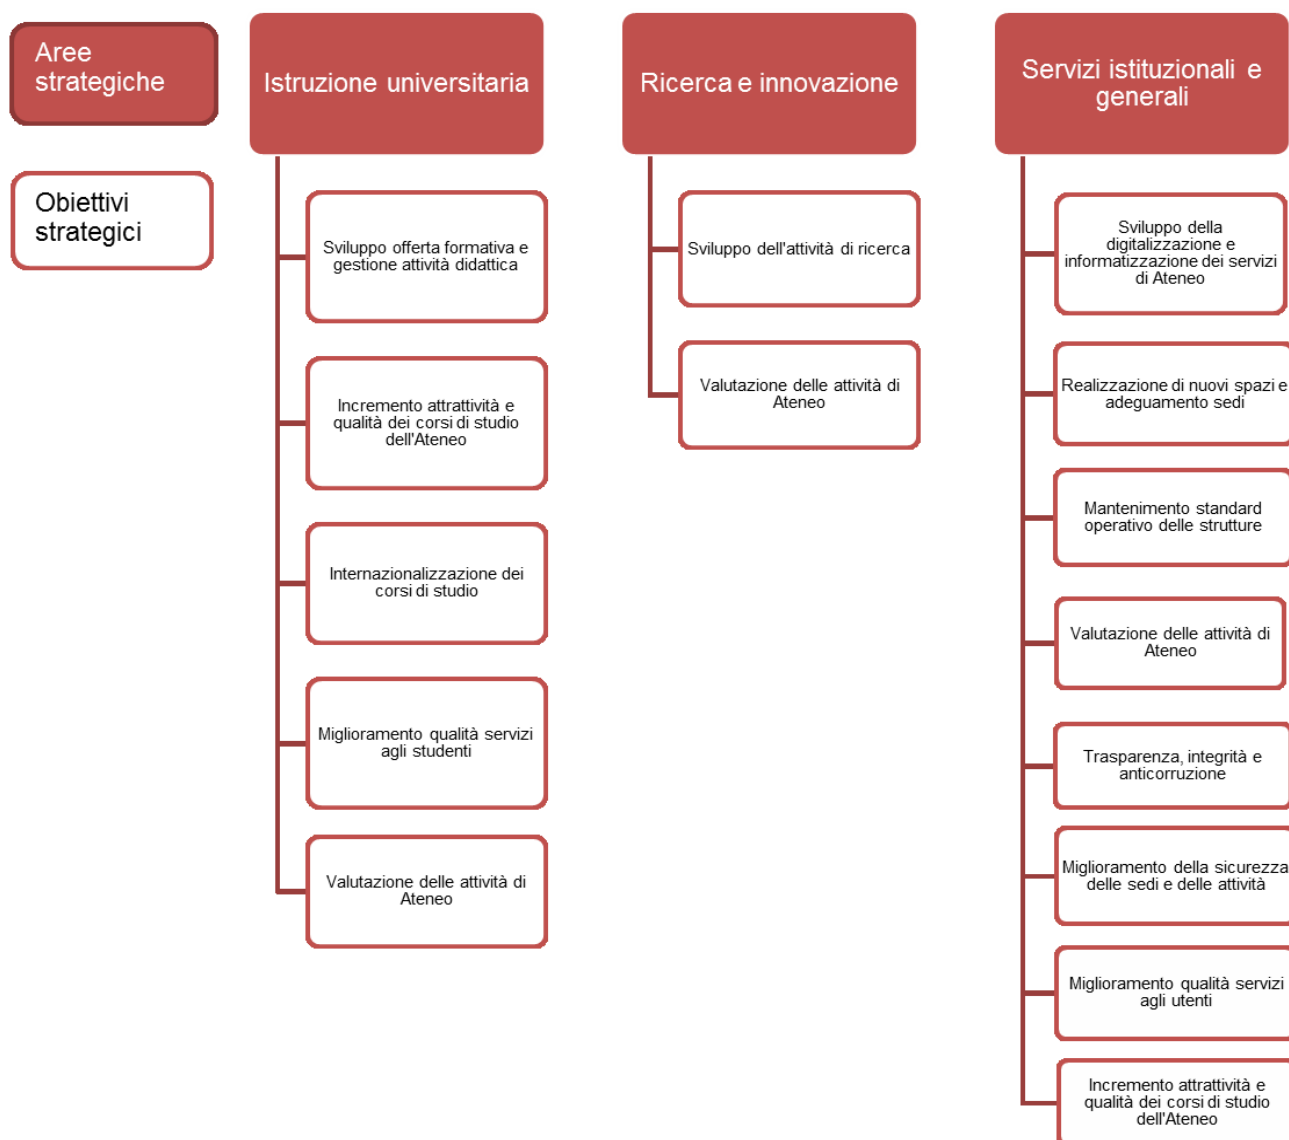 Aree
strategiche
Obiettivi
strategici
Istruzione universitaria
Sviluppo offerta formativa e
gestione attività didattica
Incremento attrattività e
qualità dei corsi di studio
dell'Ateneo
Internazionalizzazione dei
corsi di studio
Miglioramento qualità servizi
agli studenti
Valutazione delle attività di
Ateneo
Ricerca e innovazione
Sviluppo dell'attività di ricerca
Valutazione delle attività di
Ateneo
Servizi istituzionali e
generali
Sviluppo della
digitalizzazione e
informatizzazione dei servizi
di Ateneo
Realizzazione di nuovi spazi e
adeguamento sedi
Mantenimento standard
operativo delle strutture
Valutazione delle attività di
Ateneo
Trasparenza, integrità e
anticorruzione
Miglioramento della sicurezza
delle sedi e delle attività
Miglioramento qualità servizi
agli utenti
Incremento attrattività e
qualità dei corsi di studio
dell'Ateneo